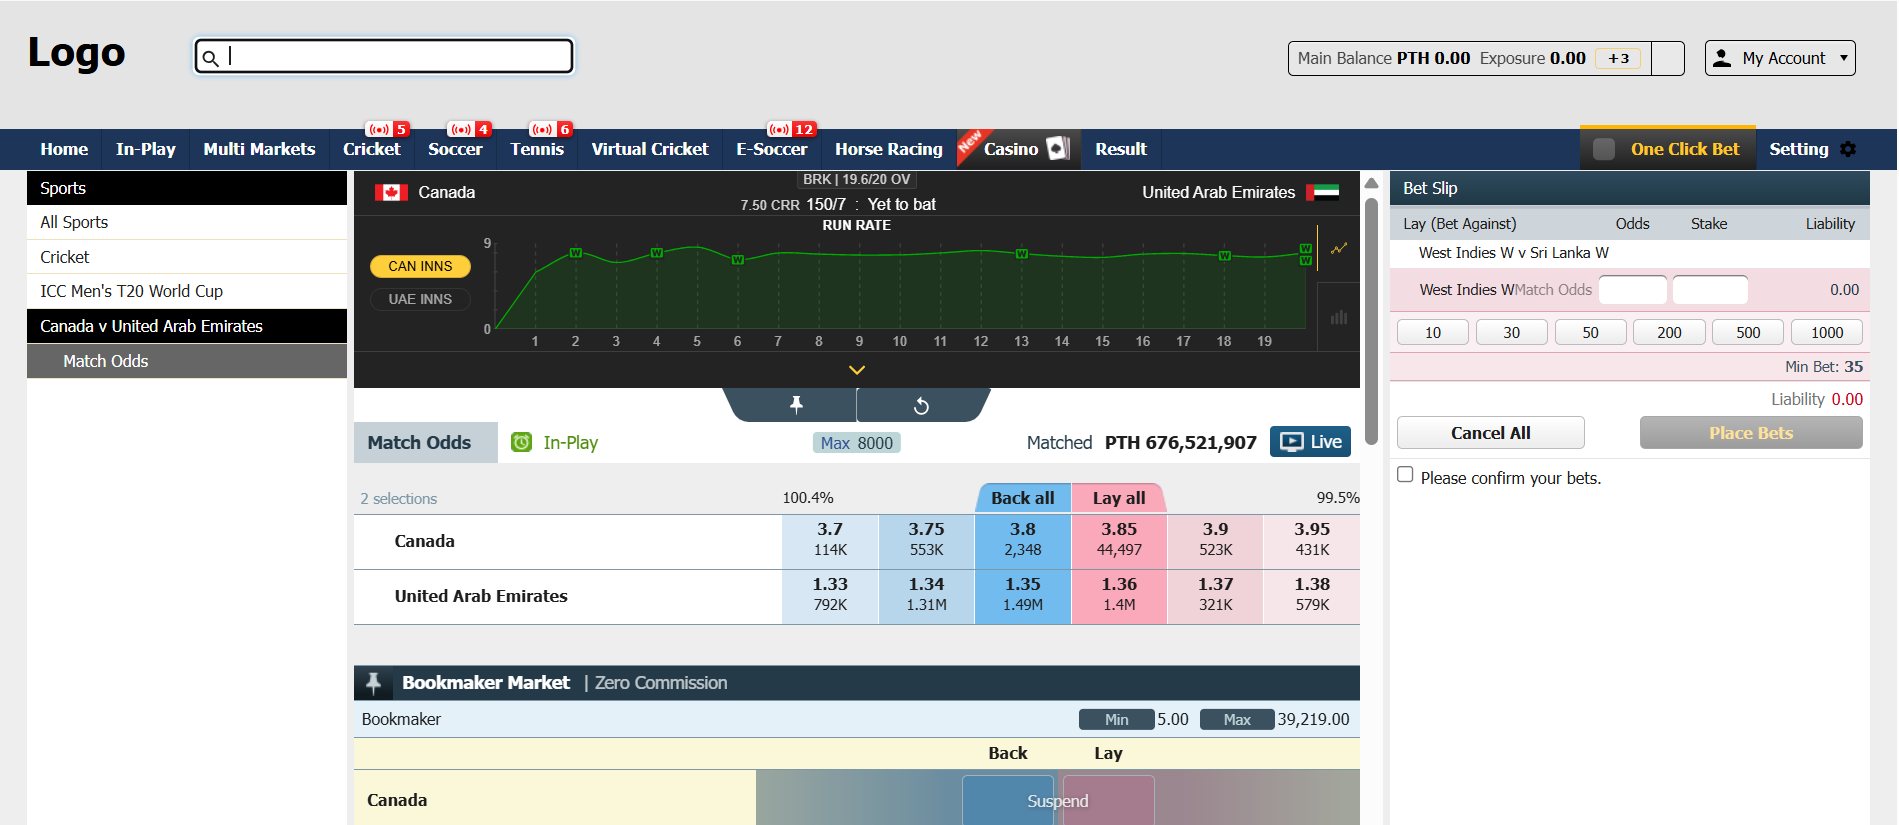 Logo
Main Balance PTH 0.00 Exposure 0.00 +3
My Account
5
4
6
12
Home In-Play Multi Markets Cricket Soccer Tennis Virtual Cricket E-Soccer Horse Racing New Casino Result One Click Bet Setting
Sports
All Sports
Cricket
ICC Men's T20 World Cup
Canada v United Arab Emirates
Match Odds
BRK | 19.6/20 OV
Canada
United Arab Emirates
7.50 CRR 150/7 : Yet to bat
RUN RATE
9
CAN INNS
UAE INNS
W W W W W W W
0
1 2 3 4 5 6 7 8 9 10 11 12 13 14 15 16 17 18 19
Match Odds In-Play Max 8000 Matched PTH 676,521,907 Live
2 selections 100.4% Back all Lay all 99.5%
Canada
3.7 3.75 3.8 3.85 3.9 3.95
114K 553K 2,348 44,497 523K 431K
United Arab Emirates
1.33 1.34 1.35 1.36 1.37 1.38
792K 1.31M 1.49M 1.4M 321K 579K
Bookmaker Market | Zero Commission
Bookmaker Min 5.00 Max 39,219.00
Back Lay
Canada Suspend
Bet Slip
Lay (Bet Against) Odds Stake Liability
West Indies W v Sri Lanka W
West Indies W Match Odds 0.00
10 30 50 200 500 1000
Min Bet: 35
Liability 0.00
Cancel All Place Bets
Please confirm your bets.